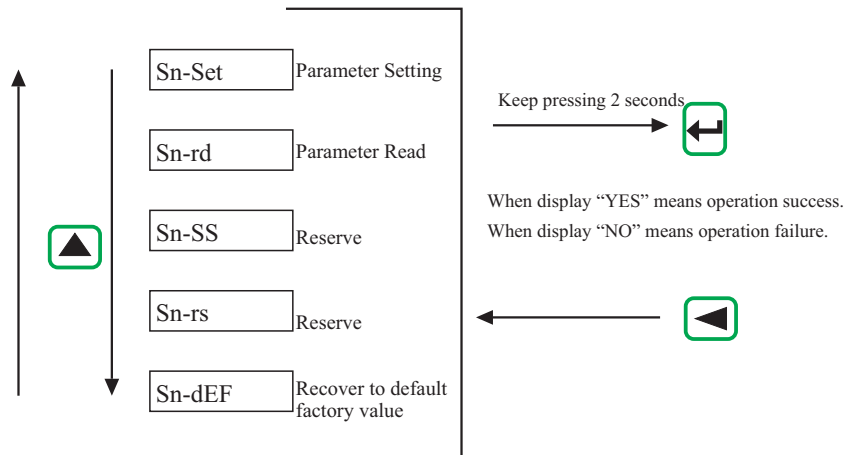 Sn-Set
Parameter Setting
Keep pressing 2 seconds
Sn-rd
Parameter Read
When display “YES” means operation success.
Sn-SS
Reserve
When display “NO” means operation failure.
Sn-rs
Reserve
Sn-dEF
Recover to default
factory value